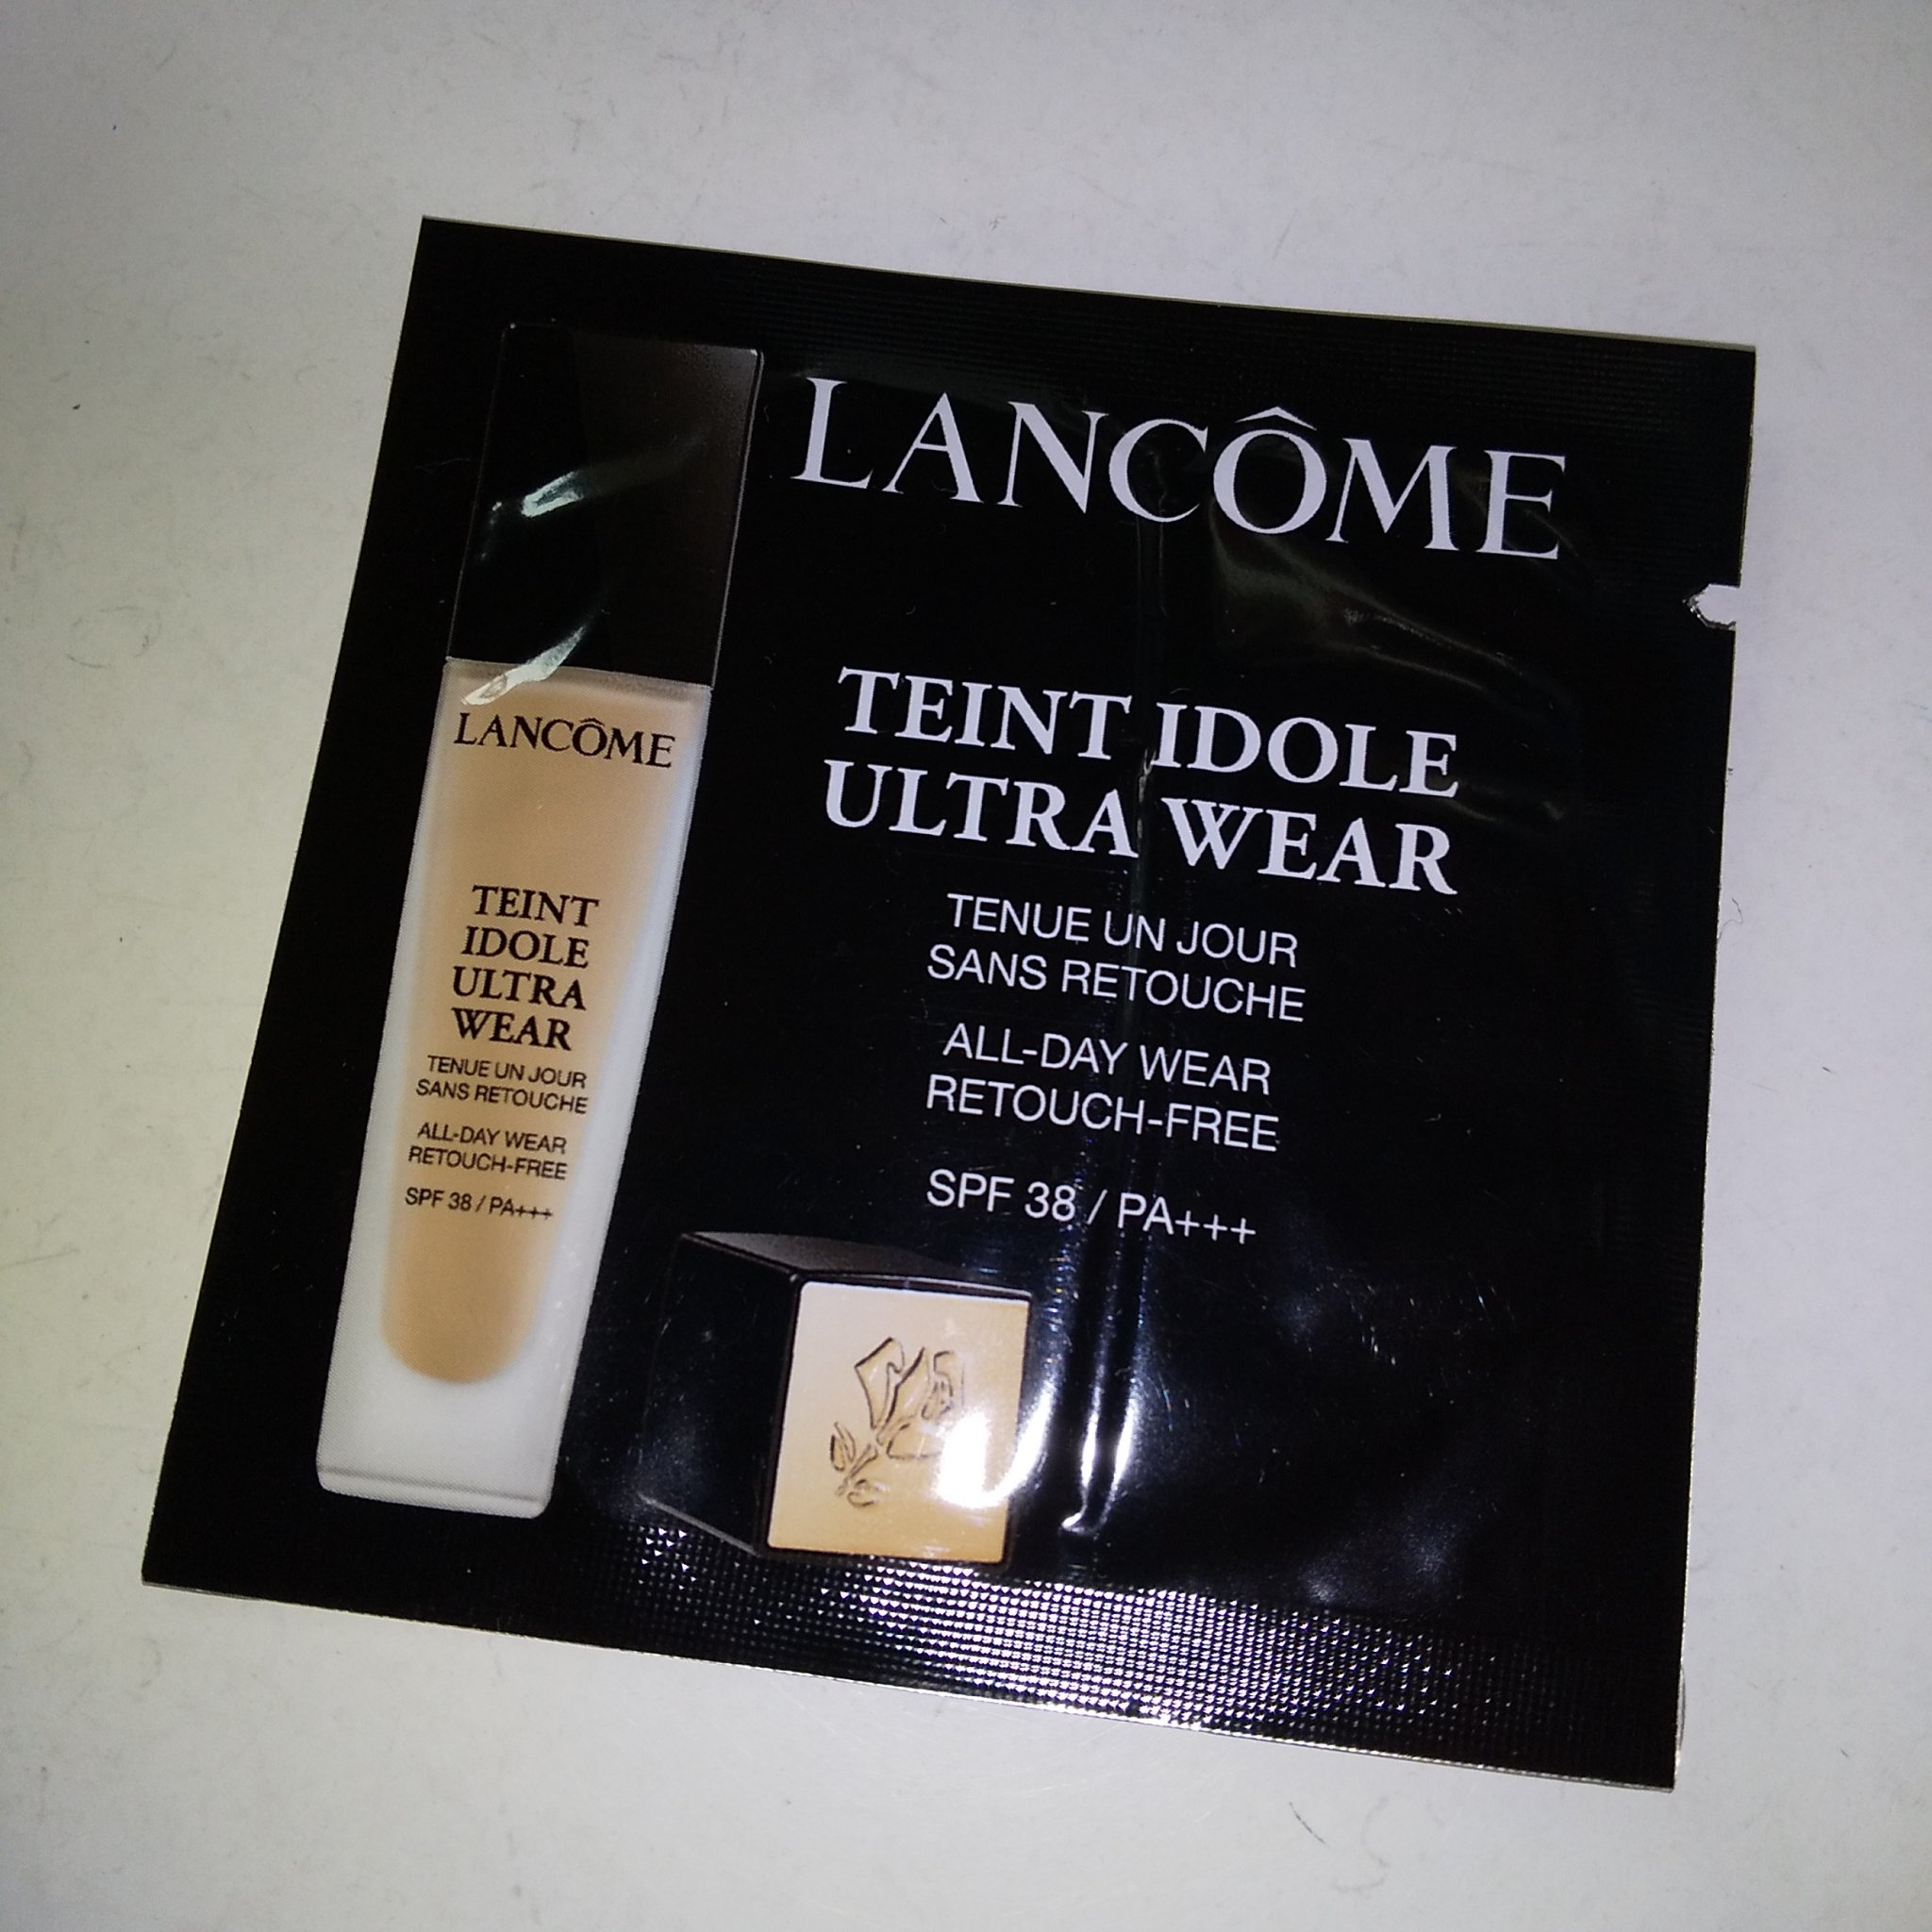 LANCÔME
TEINT IDOLE
ULTRA WEAR
TENUE UN JOUR
SANS RETOUCHE
ALL-DAY WEAR
RETOUCH-FREE
SPF 38 / PA+++
LANCÔME
TEINT
IDOLE
ULTRA
WEAR
TENUE UN JOUR
SANS RETOUCHE
ALL-DAY WEAR
RETOUCH-FREE
SPF 38 / PA+++